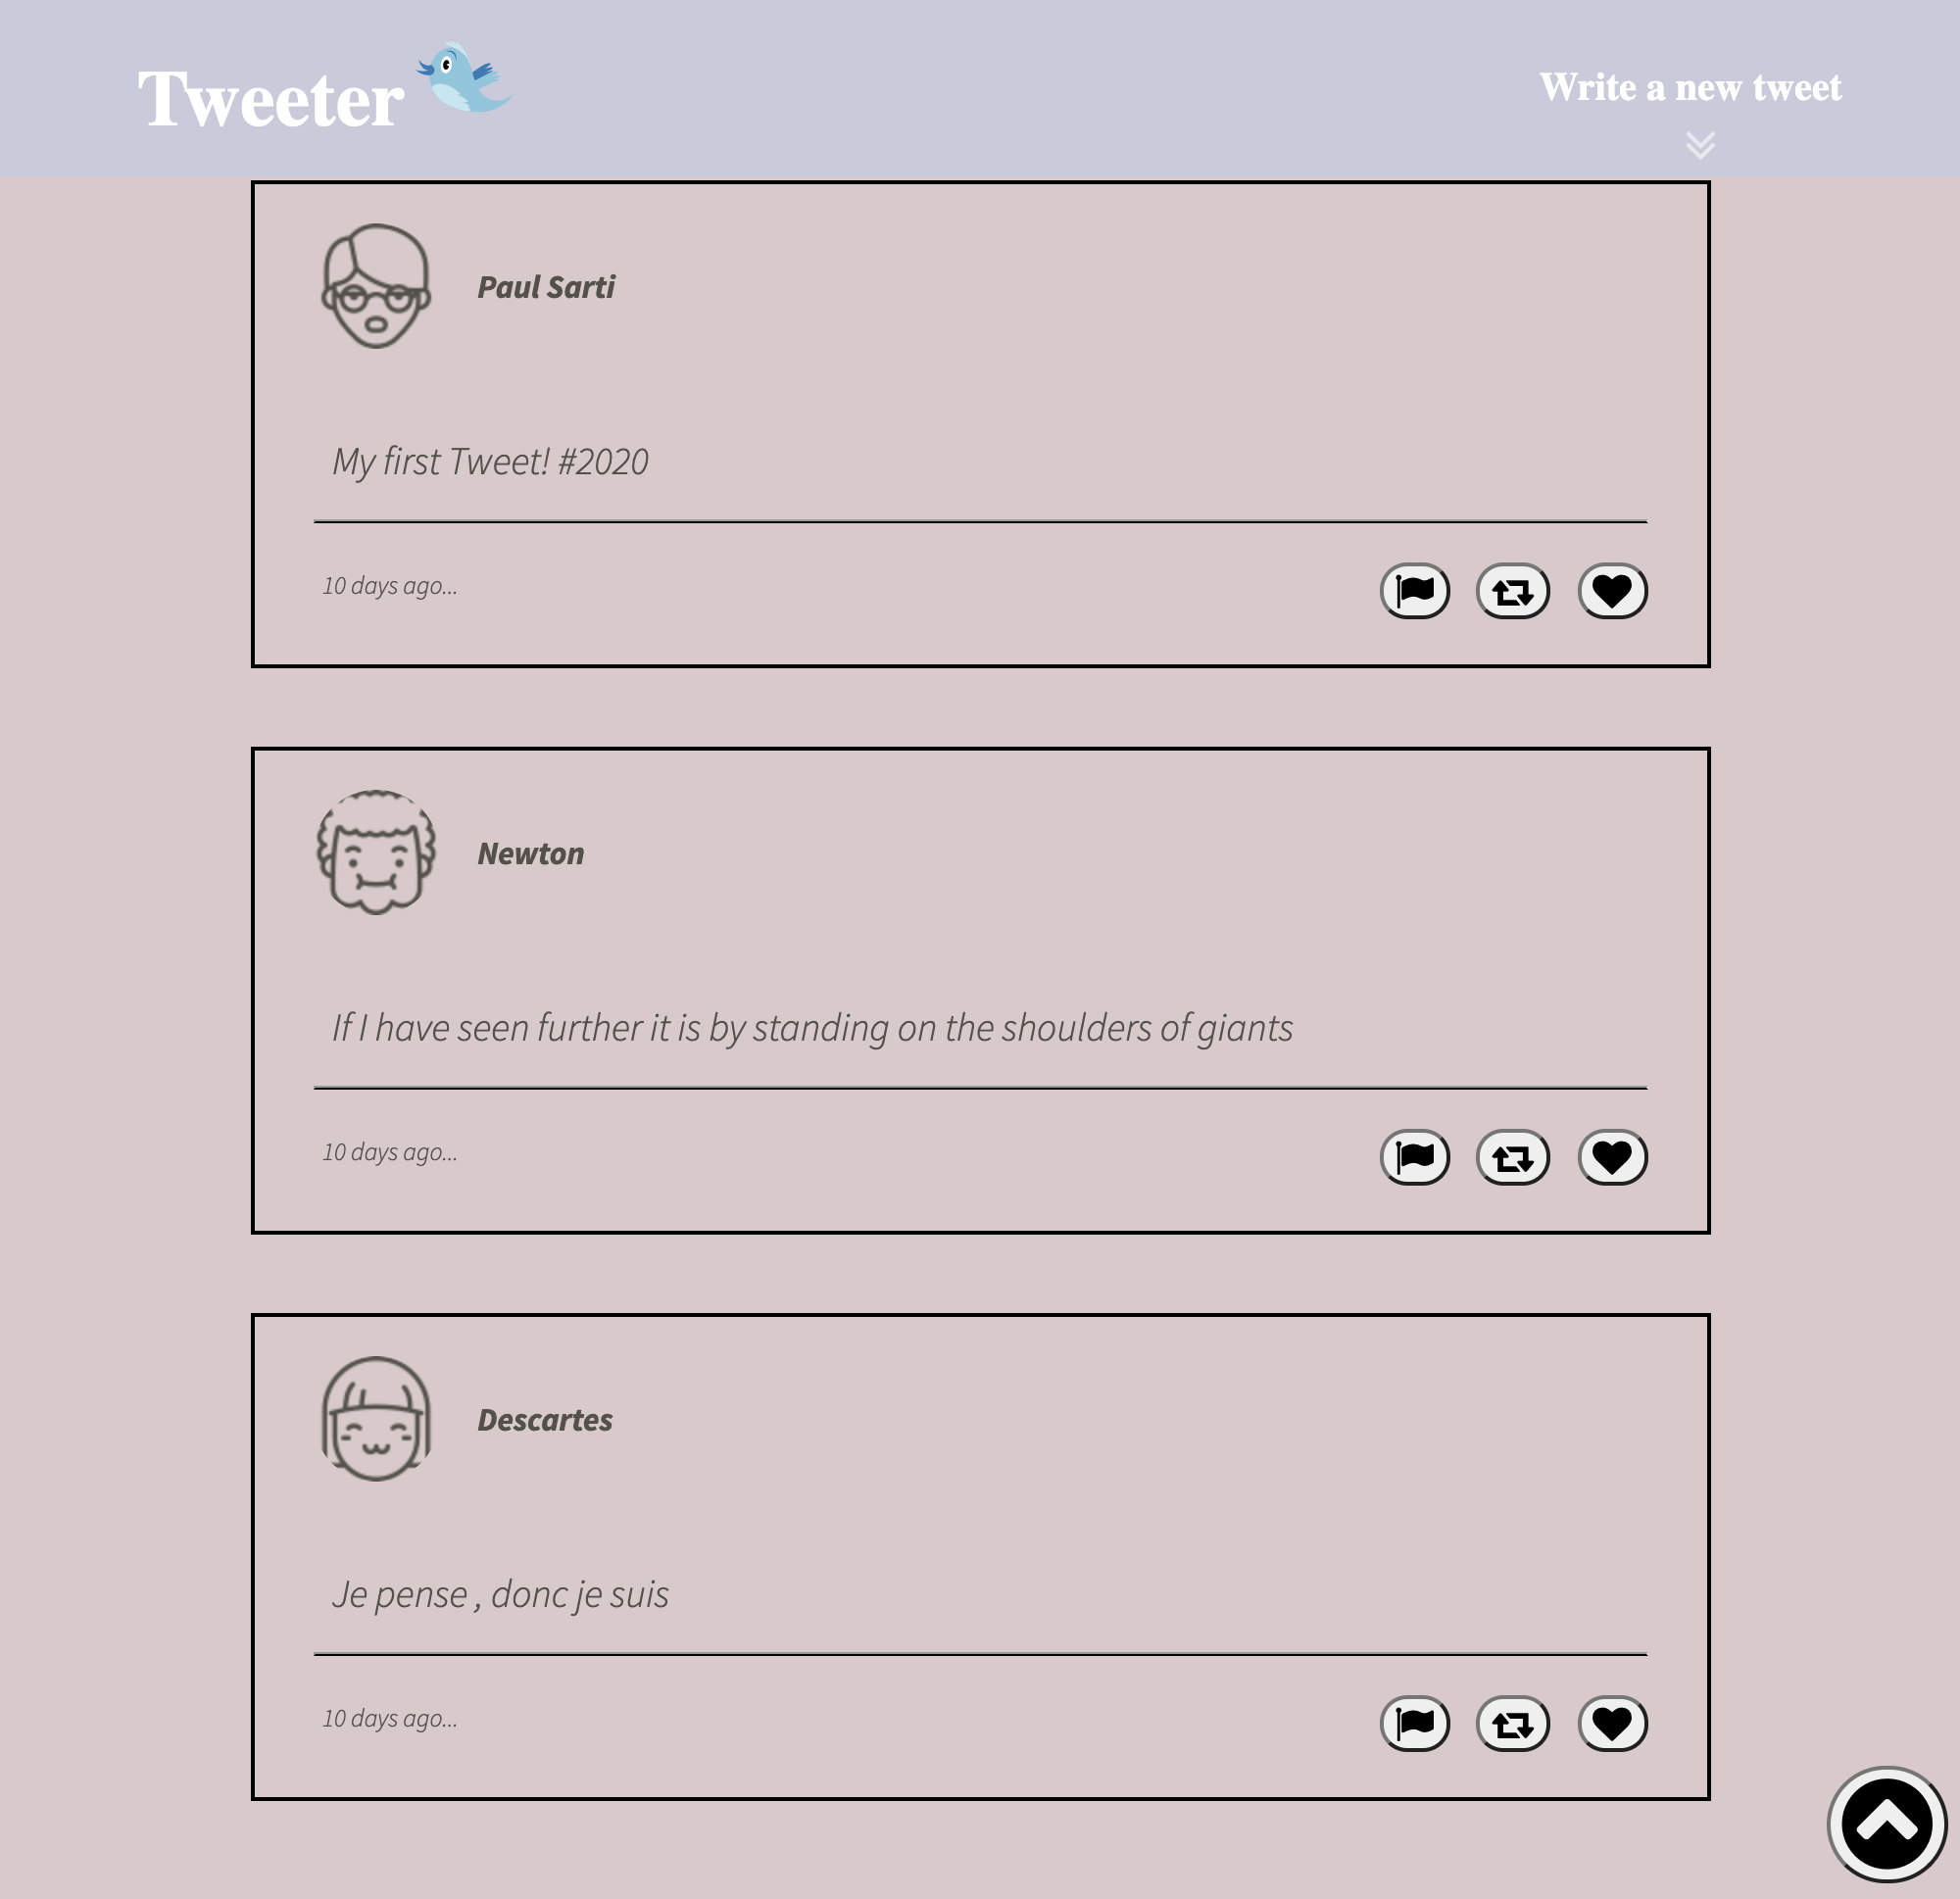 Tweeter
Write a new tweet
Paul Sarti
My first Tweet! #2020
10 days ago...
Newton
If I have seen further it is by standing on the shoulders of giants
10 days ago...
Descartes
Je pense , donc je suis
10 days ago...